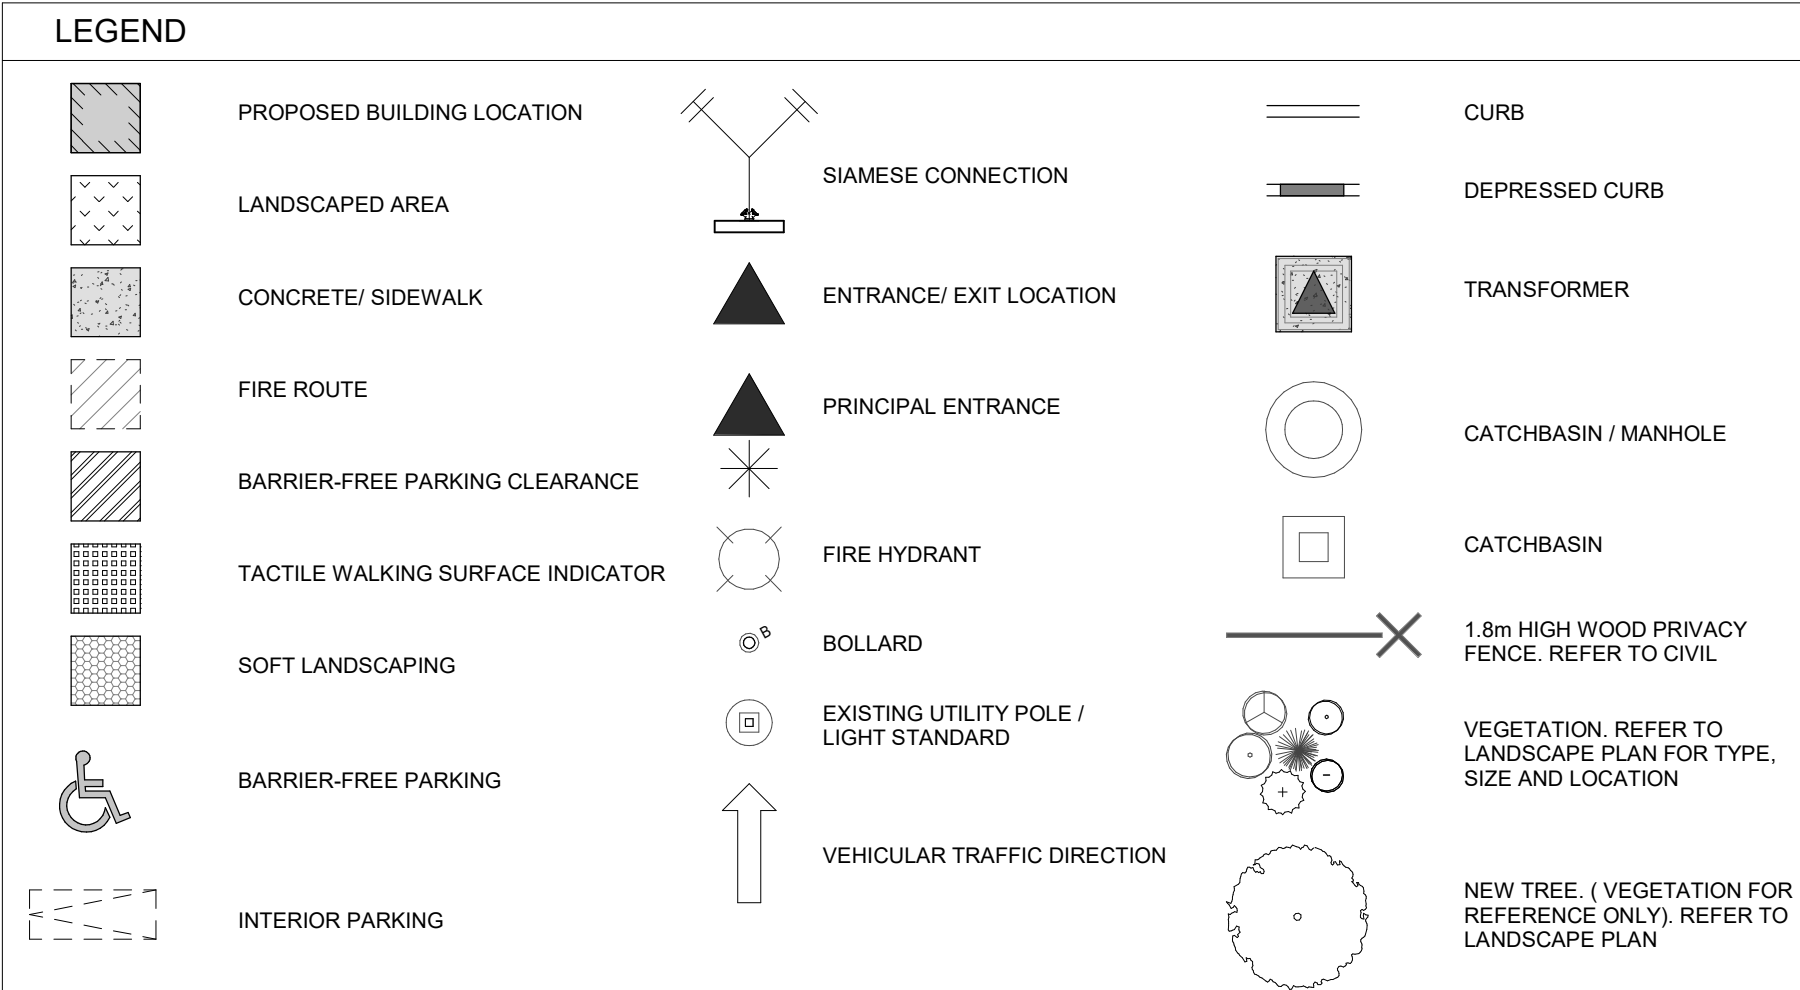 LEGEND
PROPOSED BUILDING LOCATION
LANDSCAPED AREA
CONCRETE/ SIDEWALK
FIRE ROUTE
BARRIER-FREE PARKING CLEARANCE
TACTILE WALKING SURFACE INDICATOR
SOFT LANDSCAPING
BARRIER-FREE PARKING
INTERIOR PARKING
SIAMESE CONNECTION
ENTRANCE/ EXIT LOCATION
PRINCIPAL ENTRANCE
FIRE HYDRANT
B
BOLLARD
EXISTING UTILITY POLE /
LIGHT STANDARD
VEHICULAR TRAFFIC DIRECTION
CURB
DEPRESSED CURB
TRANSFORMER
CATCHBASIN / MANHOLE
CATCHBASIN
1.8m HIGH WOOD PRIVACY
FENCE. REFER TO CIVIL
VEGETATION. REFER TO
LANDSCAPE PLAN FOR TYPE,
SIZE AND LOCATION
NEW TREE. ( VEGETATION FOR
REFERENCE ONLY). REFER TO
LANDSCAPE PLAN